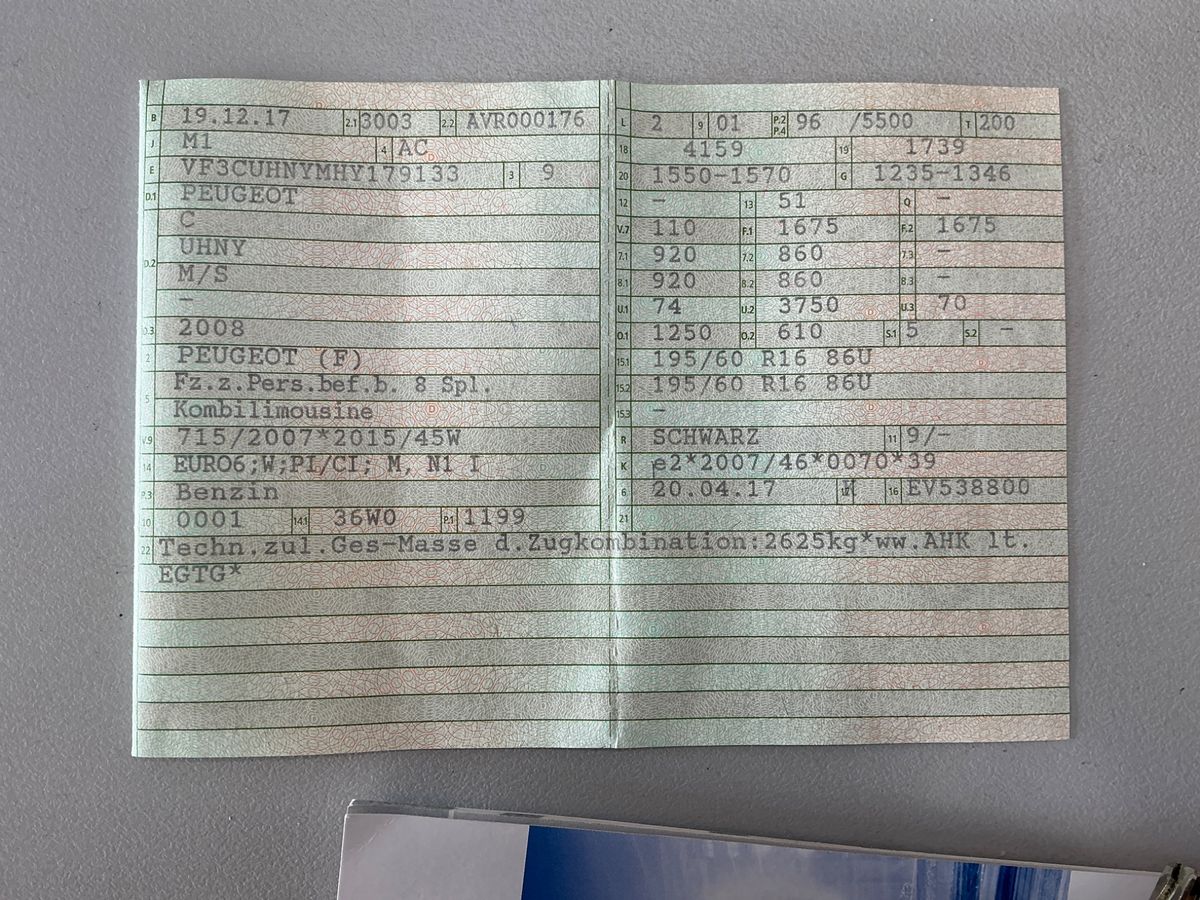 B 19.12.17 2.1 3003 2.2 AVR000176
J M1 4 AC
E VF3CUHNYMHY179133 3 9
D.1 PEUGEOT
C
UHNY
D.2 M/S
-
D.3 2008
2 PEUGEOT (F)
Fz.z.Pers.bef.b. 8 Spl.
5 Kombilimousine
V.9 715/2007*2015/45W
14 EURO6;W;PI/CI; M, N1 I
P.3 Benzin
10 0001 14.1 36W0 P.1 1199
L 2 9 01 P.2 P.4 96 /5500 T 200
18 4159 19 1739
20 1550-1570 G 1235-1346
12 - 13 51 Q -
V.7 110 F.1 1675 F.2 1675
7.1 920 7.2 860 7.3 -
8.1 920 8.2 860 8.3 -
U.1 74 U.2 3750 U.3 70
O.1 1250 O.2 610 S.1 5 S.2 -
15.1 195/60 R16 86U
15.2 195/60 R16 86U
15.3 -
R SCHWARZ 11 9/-
K e2*2007/46*0070*39
6 20.04.17 17 K 16 EV538800
21
22 Techn.zul.Ges-Masse d.Zugkombination:2625kg*ww.AHK lt.
EGTG*